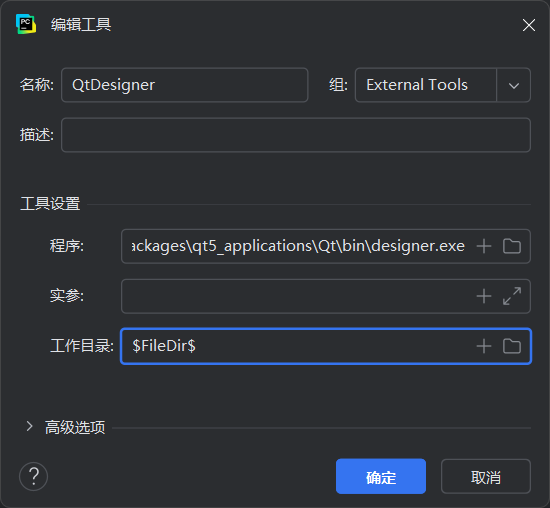 PC
编辑工具
名称: QtDesigner 组: External Tools
描述:
工具设置
程序: ackages\qt5_applications\Qt\bin\designer.exe
实参:
工作目录: $FileDir$
高级选项
? 确定 取消